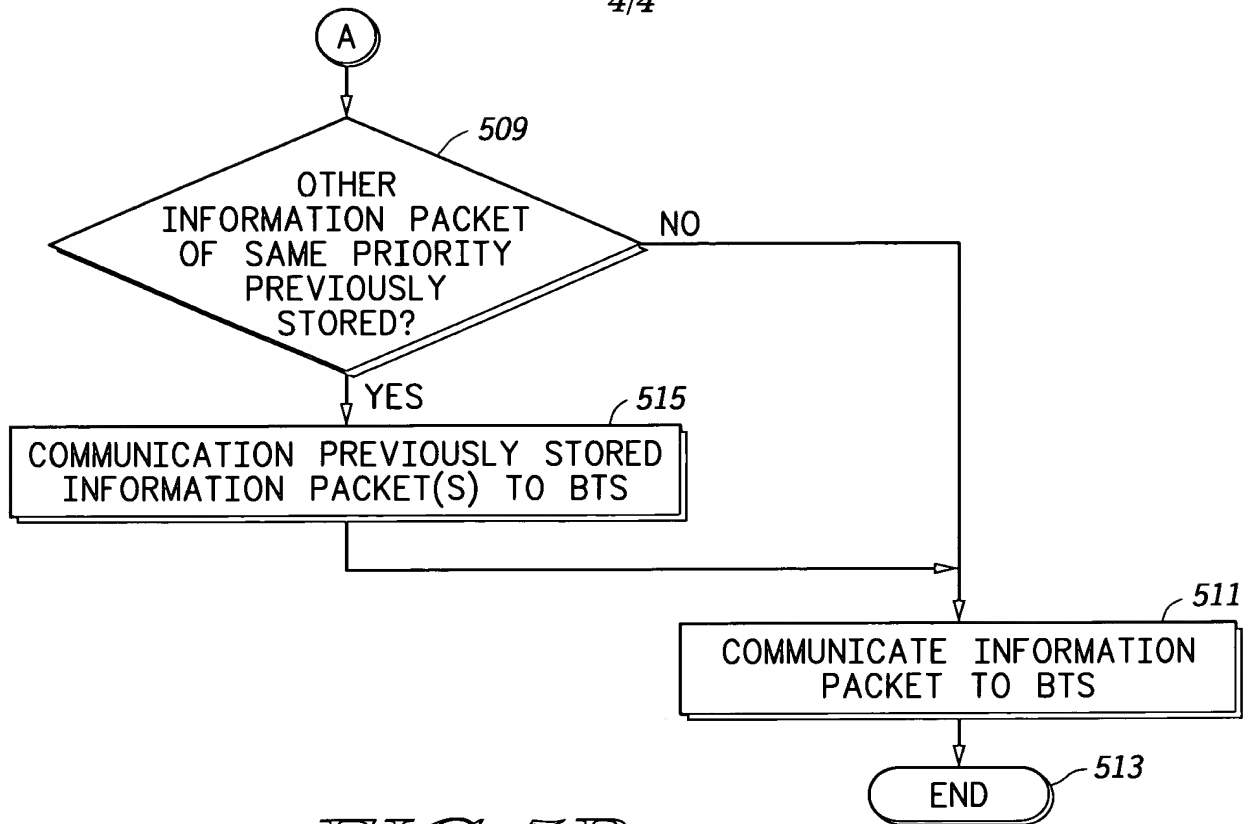 4/4
A
509
OTHER
INFORMATION PACKET
OF SAME PRIORITY
PREVIOUSLY
STORED?
NO
YES
515
COMMUNICATION PREVIOUSLY STORED
INFORMATION PACKET(S) TO BTS
511
COMMUNICATE INFORMATION
PACKET TO BTS
513
END